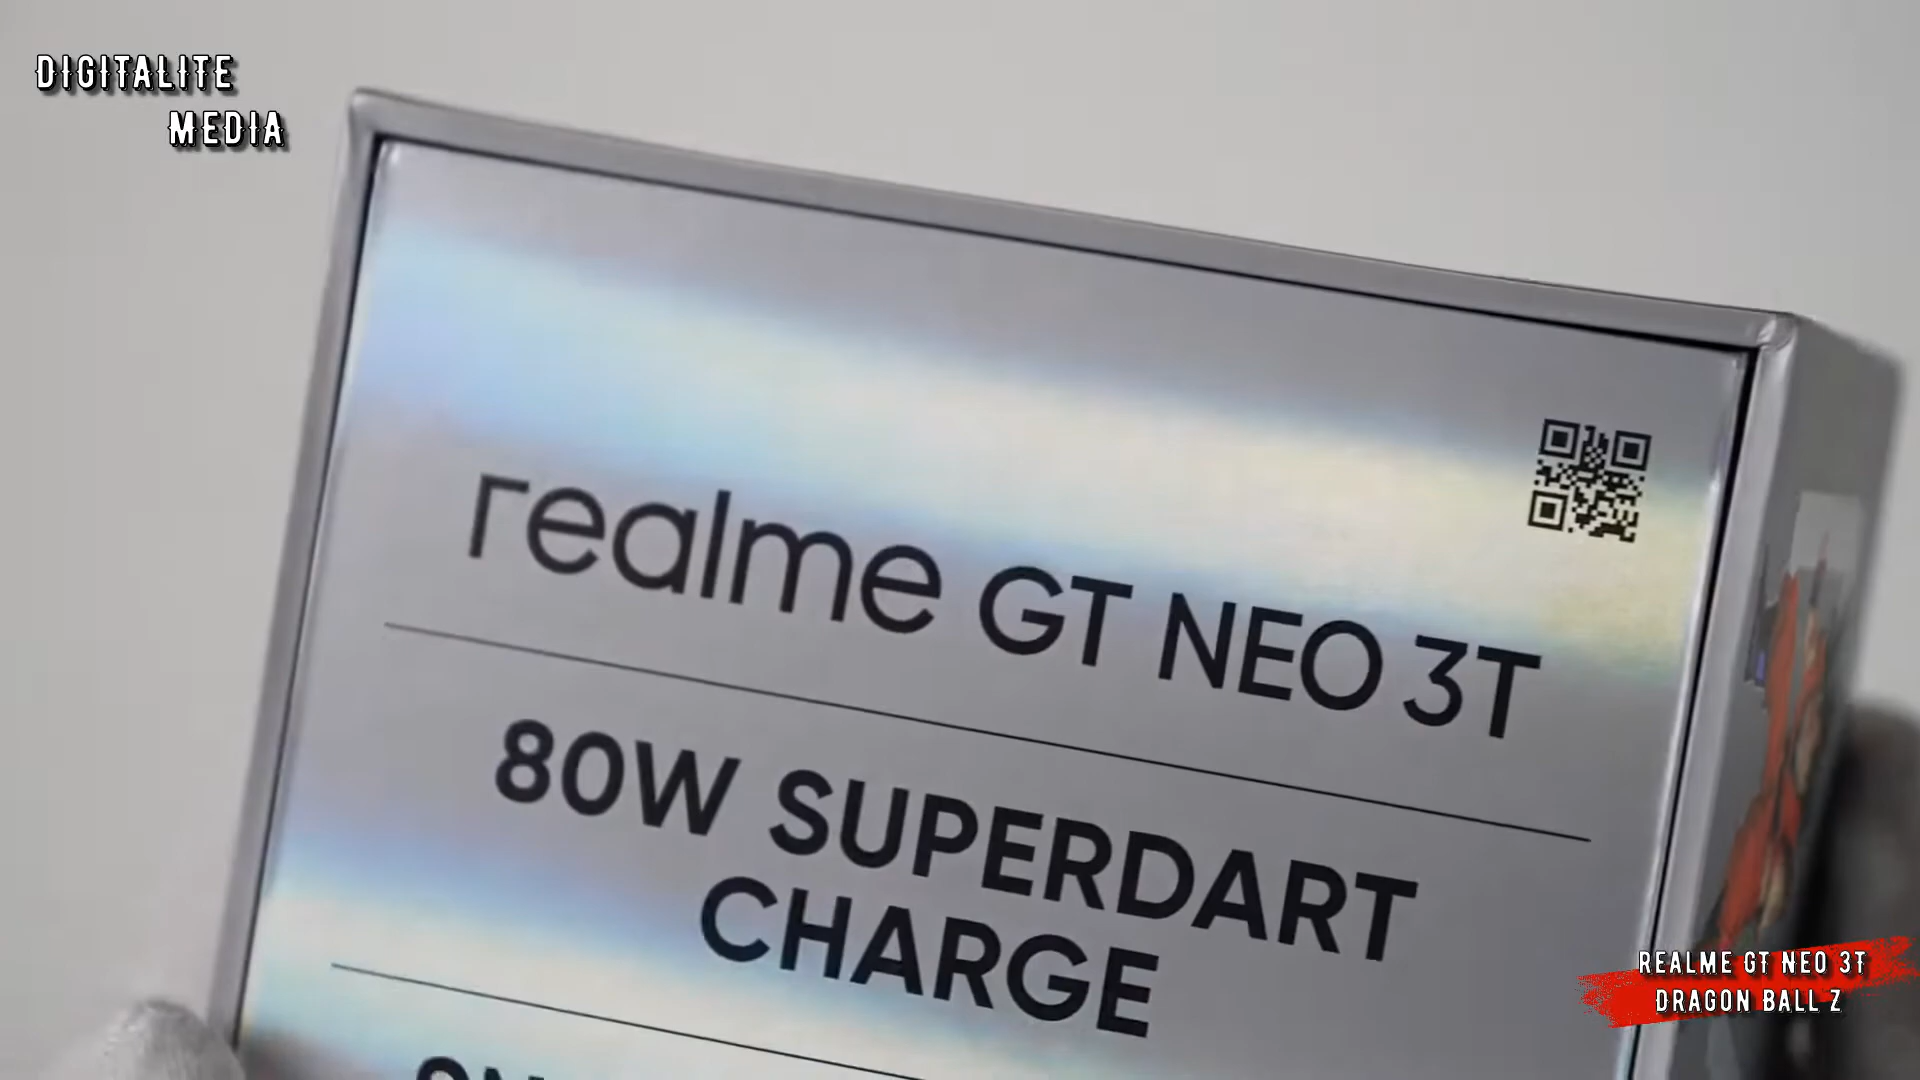 DIGITALITE
MEDIA
realme GT NEO 3T
80W SUPERDART
CHARGE
REALME GT NEO 3T
DRAGON BALL Z